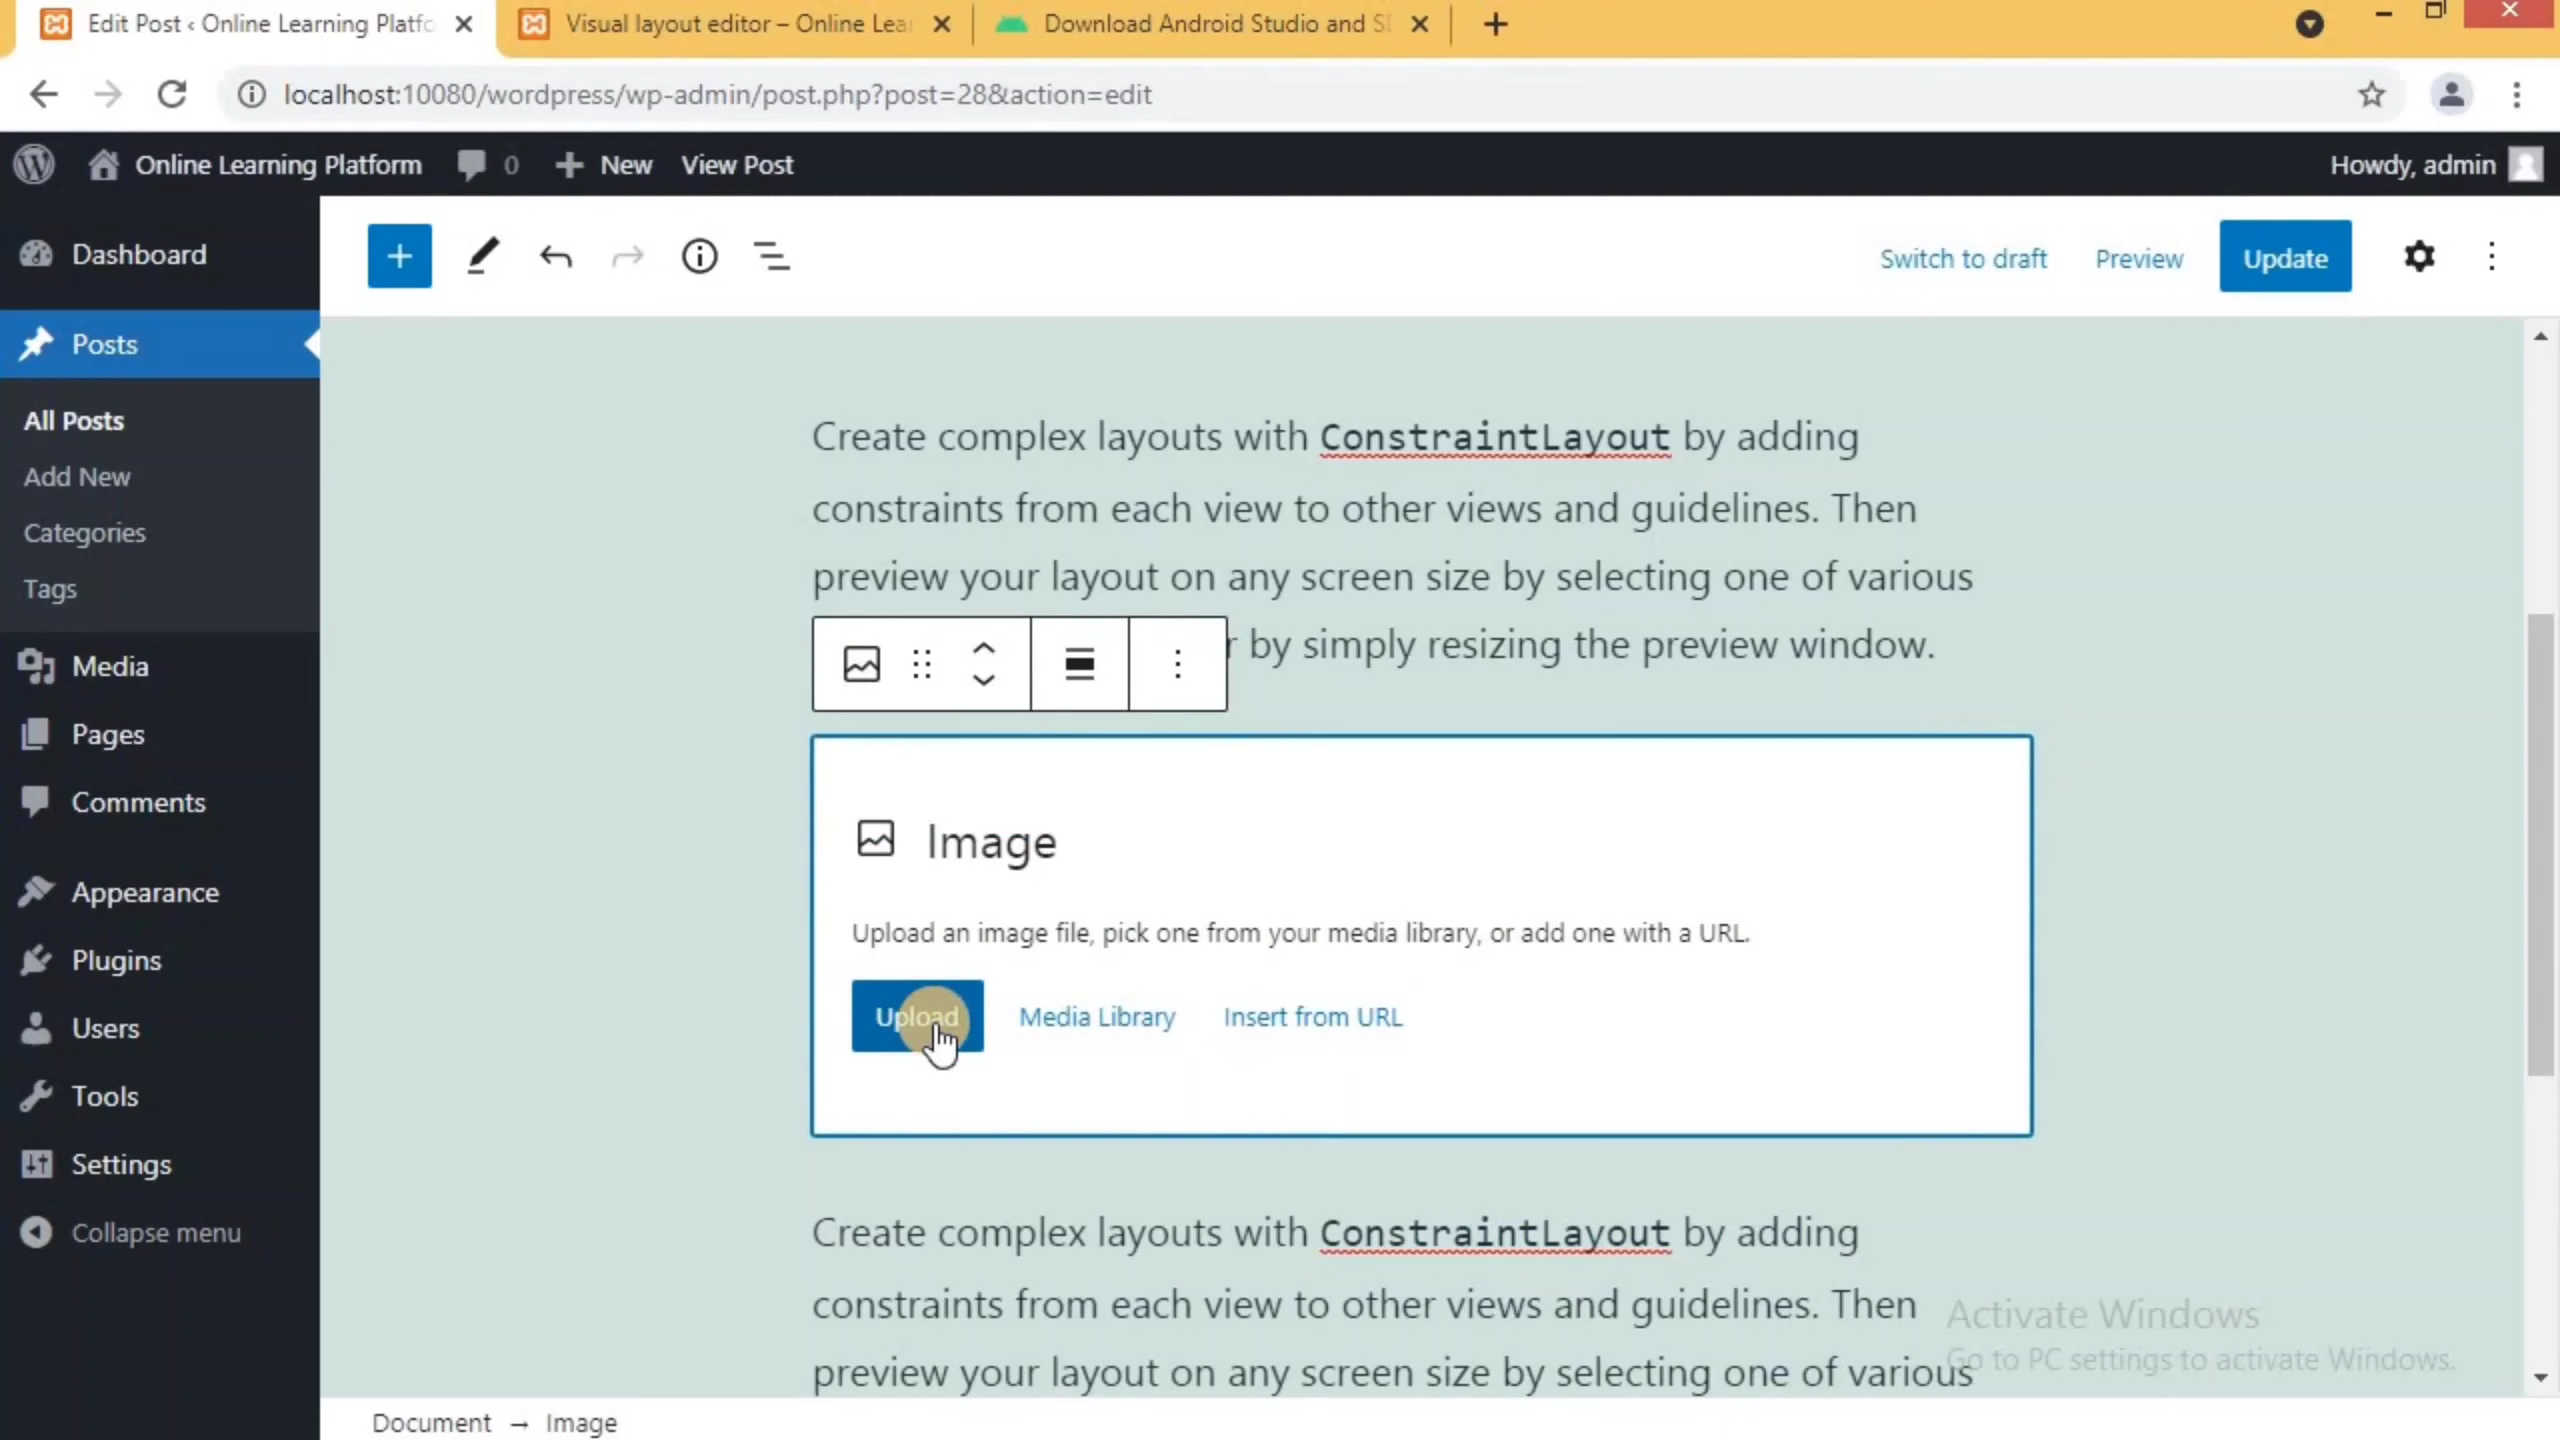 Edit Post ‹ Online Learning Platfo
Visual layout editor – Online Lea
Download Android Studio and S
localhost:10080/wordpress/wp-admin/post.php?post=28&action=edit
Online Learning Platform
0
New
View Post
Howdy, admin
Dashboard
Posts
All Posts
Add New
Categories
Tags
Media
Pages
Comments
Appearance
Plugins
Users
Tools
Settings
Collapse menu
Switch to draft
Preview
Update
Create complex layouts with ConstraintLayout by adding
constraints from each view to other views and guidelines. Then
preview your layout on any screen size by selecting one of various
r by simply resizing the preview window.
Image
Upload an image file, pick one from your media library, or add one with a URL.
Upload
Media Library
Insert from URL
Create complex layouts with ConstraintLayout by adding
constraints from each view to other views and guidelines. Then
preview your layout on any screen size by selecting one of various
Activate Windows
Go to PC settings to activate Windows.
Document → Image